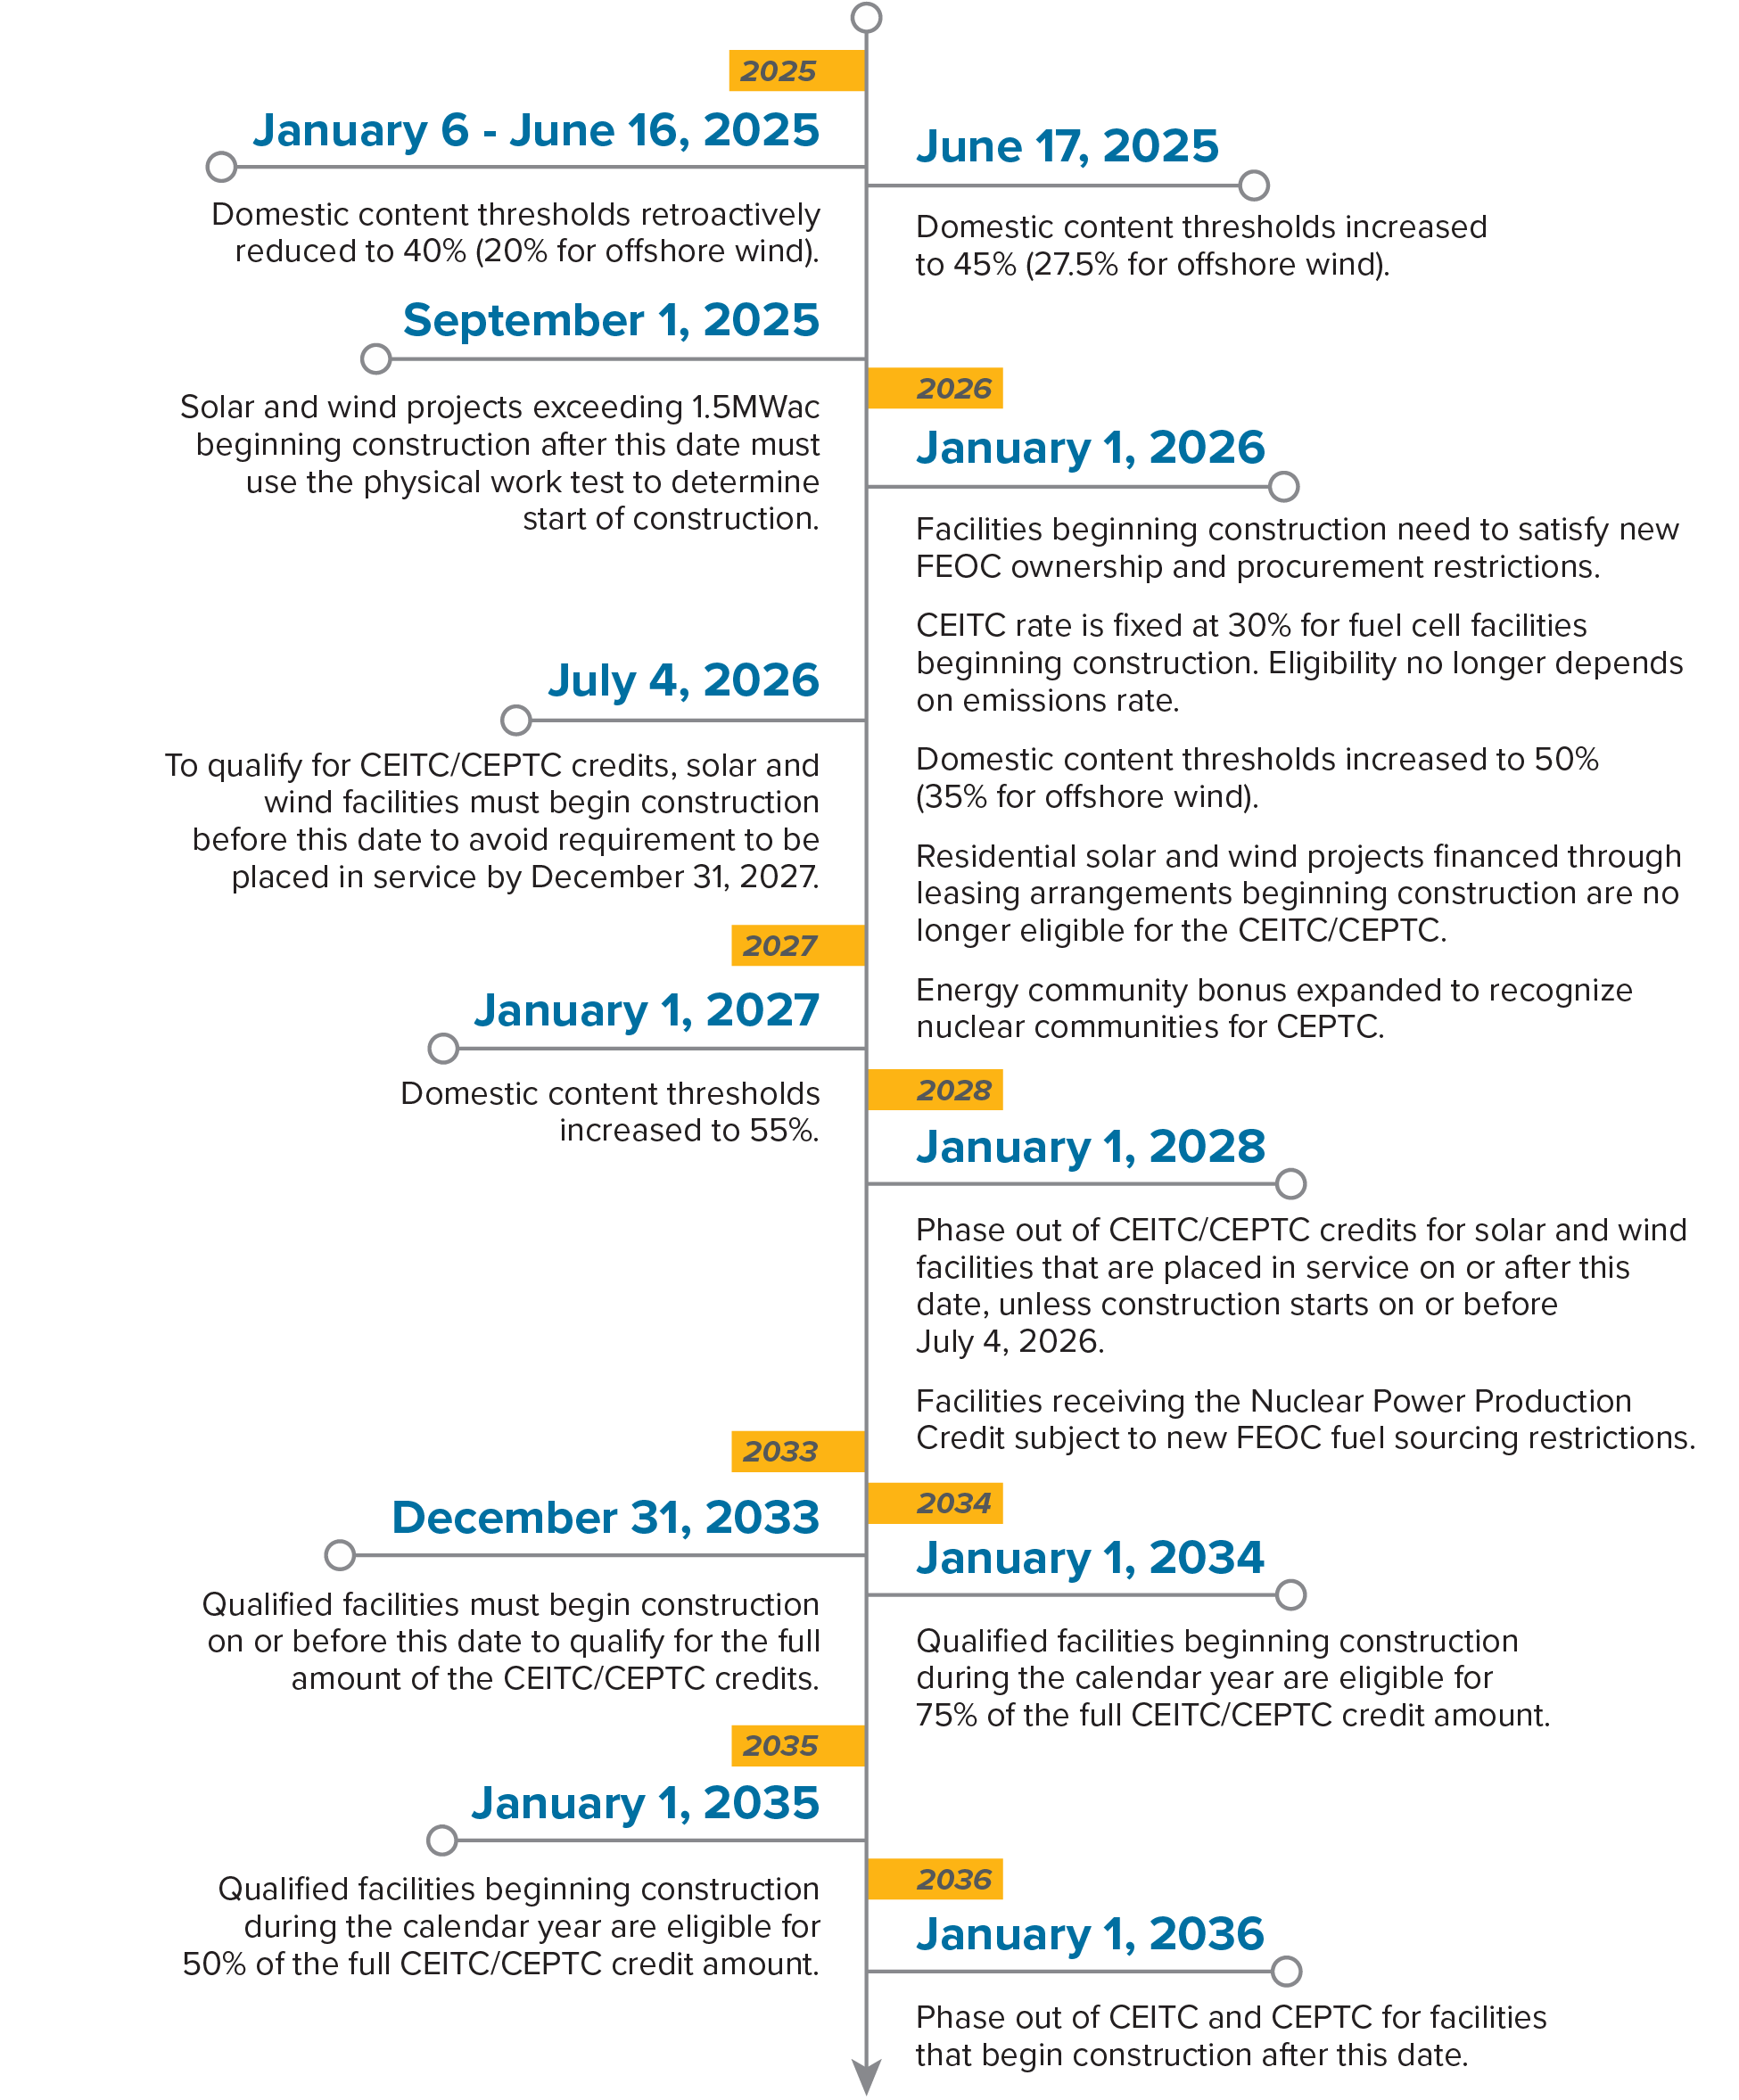 2025
January 6 - June 16, 2025
Domestic content thresholds retroactively
reduced to 40% (20% for offshore wind).
June 17, 2025
Domestic content thresholds increased
to 45% (27.5% for offshore wind).
September 1, 2025
Solar and wind projects exceeding 1.5MWac
beginning construction after this date must
use the physical work test to determine
start of construction.
2026
January 1, 2026
Facilities beginning construction need to satisfy new
FEOC ownership and procurement restrictions.
CEITC rate is fixed at 30% for fuel cell facilities
beginning construction. Eligibility no longer depends
on emissions rate.
Domestic content thresholds increased to 50%
(35% for offshore wind).
Residential solar and wind projects financed through
leasing arrangements beginning construction are no
longer eligible for the CEITC/CEPTC.
Energy community bonus expanded to recognize
nuclear communities for CEPTC.
July 4, 2026
To qualify for CEITC/CEPTC credits, solar and
wind facilities must begin construction
before this date to avoid requirement to be
placed in service by December 31, 2027.
2027
January 1, 2027
Domestic content thresholds
increased to 55%.
2028
January 1, 2028
Phase out of CEITC/CEPTC credits for solar and wind
facilities that are placed in service on or after this
date, unless construction starts on or before
July 4, 2026.
Facilities receiving the Nuclear Power Production
Credit subject to new FEOC fuel sourcing restrictions.
2033
December 31, 2033
Qualified facilities must begin construction
on or before this date to qualify for the full
amount of the CEITC/CEPTC credits.
2034
January 1, 2034
Qualified facilities beginning construction
during the calendar year are eligible for
75% of the full CEITC/CEPTC credit amount.
2035
January 1, 2035
Qualified facilities beginning construction
during the calendar year are eligible for
50% of the full CEITC/CEPTC credit amount.
2036
January 1, 2036
Phase out of CEITC and CEPTC for facilities
that begin construction after this date.